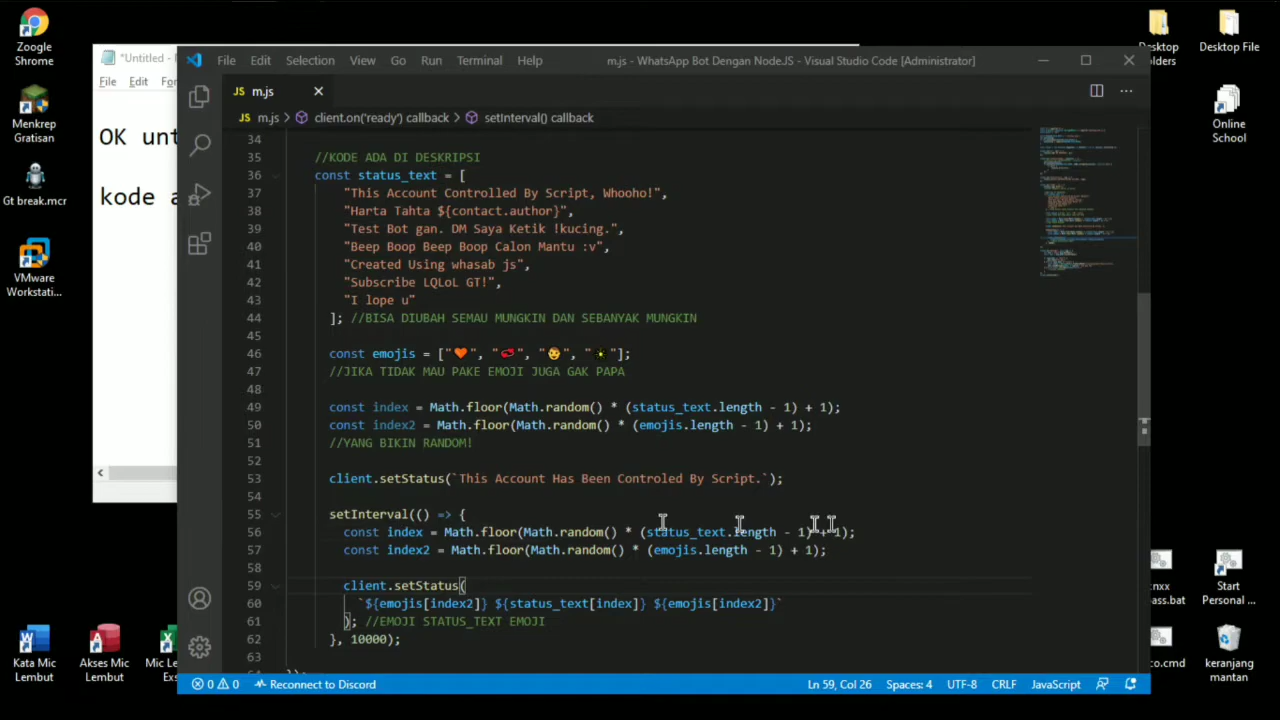 Zoogle
Shrome
Menkrep
Gratisan
Gt break.mcr
VMware
Workstati...
Kata Mic
Lembut
Akses Mic
Lembut
Mic Le
Exs
*Untitled -
File Edit Fo
OK unt
kode a
File Edit Selection View Go Run Terminal Help
m.js - WhatsApp Bot Dengan NodeJS - Visual Studio Code [Administrator]
JS m.js
JS m.js > client.on('ready') callback > setInterval() callback
34
35 //KODE ADA DI DESKRIPSI
36 const status_text = [
37 "This Account Controlled By Script, Whooho!",
38 "Harta Tahta ${contact.author}",
39 "Test Bot gan. DM Saya Ketik !kucing.",
40 "Beep Boop Beep Boop Calon Mantu :v",
41 "Created Using whasab js",
42 "Subscribe LQLoL GT!",
43 "I lope u"
44 ]; //BISA DIUBAH SEMAU MUNGKIN DAN SEBANYAK MUNGKIN
45
46 const emojis = ["", "", "", ""];
47 //JIKA TIDAK MAU PAKE EMOJI JUGA GAK PAPA
48
49 const index = Math.floor(Math.random() * (status_text.length - 1) + 1);
50 const index2 = Math.floor(Math.random() * (emojis.length - 1) + 1);
51 //YANG BIKIN RANDOM!
52
53 client.setStatus(`This Account Has Been Controled By Script.`);
54
55 setInterval(() => {
56 const index = Math.floor(Math.random() * (status_text.length - 1) + 1);
57 const index2 = Math.floor(Math.random() * (emojis.length - 1) + 1);
58
59 client.setStatus(
60 `${emojis[index2]} ${status_text[index]} ${emojis[index2]}`
61 ); //EMOJI STATUS_TEXT EMOJI
62 }, 10000);
63
0 0 Reconnect to Discord
Ln 59, Col 26 Spaces: 4 UTF-8 CRLF JavaScript
Desktop File
Online
School
Start
Personal ...
keranjang
mantan